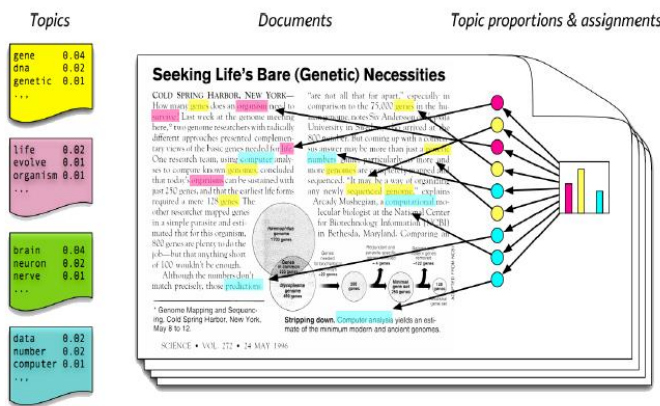 Topics
Documents
Topic proportions & assignments
gene 0.04
dna 0.02
genetic 0.01
...
life 0.02
evolve 0.01
organism 0.01
...
brain 0.04
neuron 0.02
nerve 0.01
...
data 0.02
number 0.02
computer 0.01
...
Seeking Life's Bare (Genetic) Necessities
COLD SPRING HARBOR, NEW YORK—
How many genes does an organism need to
survive? Last week at the genome meeting
here,* two genome researchers with radically
different approaches presented complemen-
tary views of the basic genes needed for life.
One research team, using computer analy-
ses to compare known genomes, concluded
that today's organisms can be sustained with
just 250 genes, and that the earliest life forms
required a mere 128 genes. The
other researcher mapped genes
in a simple parasite and esti-
mated that for this organism,
800 genes are plenty to do the
job—but that anything short
of 100 wouldn't be enough.
Although the numbers don't
match precisely, those predictions
* Genome Mapping and Sequenc-
ing, Cold Spring Harbor, New York,
May 8 to 12.
"are not all that far apart," especially in
comparison to the 75,000 genes in the hu-
genome, notes Siv Andersson
University in Swed arrived at the
800 number. But coming up with a
sus answer may be more than just a
numbers particularly more and
more genomes are mapped and
sequenced. "It may be a way of organizing
any newly sequenced genome," explains
Arcady Mushegian, a computational mo-
lecular biologist at the National Center
for Biotechnology Information (NCBI)
in Bethesda, Maryland. Comparing an
Haemophilus
genome
1703 genes
Genes
in common
Mycoplasma
genome
Stripping down. Computer analysis yields an esti-
mate of the minimum modern and ancient genomes.
SCIENCE • VOL. 272 • 24 MAY 1996